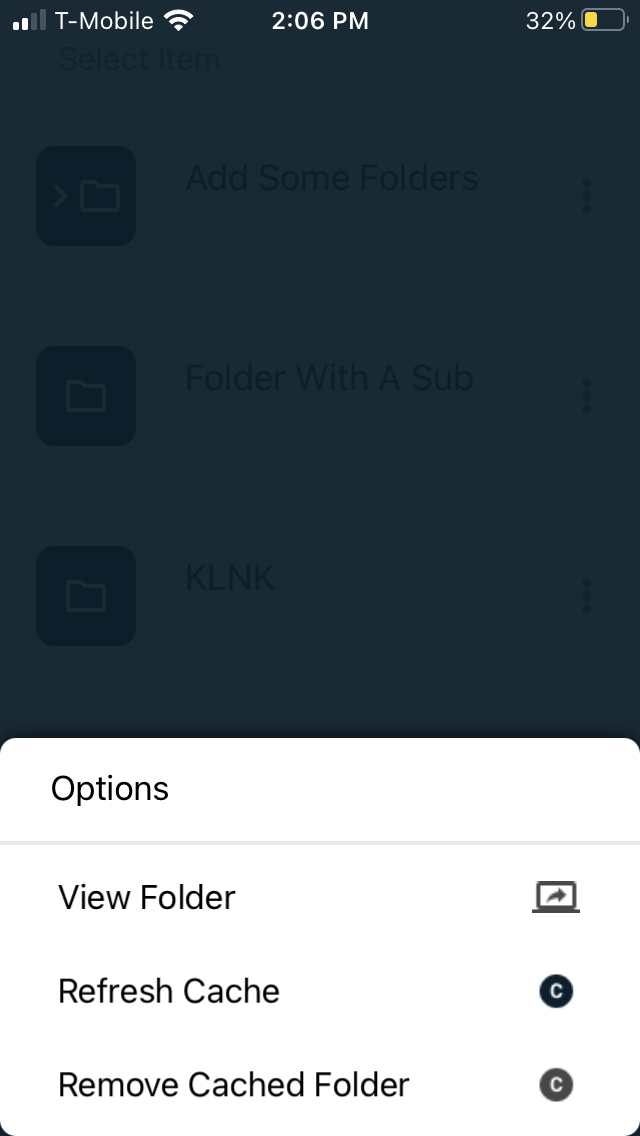 T-Mobile 2:06 PM 32%
Select Item
Add Some Folders
Folder With A Sub
KLNK
Options
View Folder
Refresh Cache C
Remove Cached Folder C